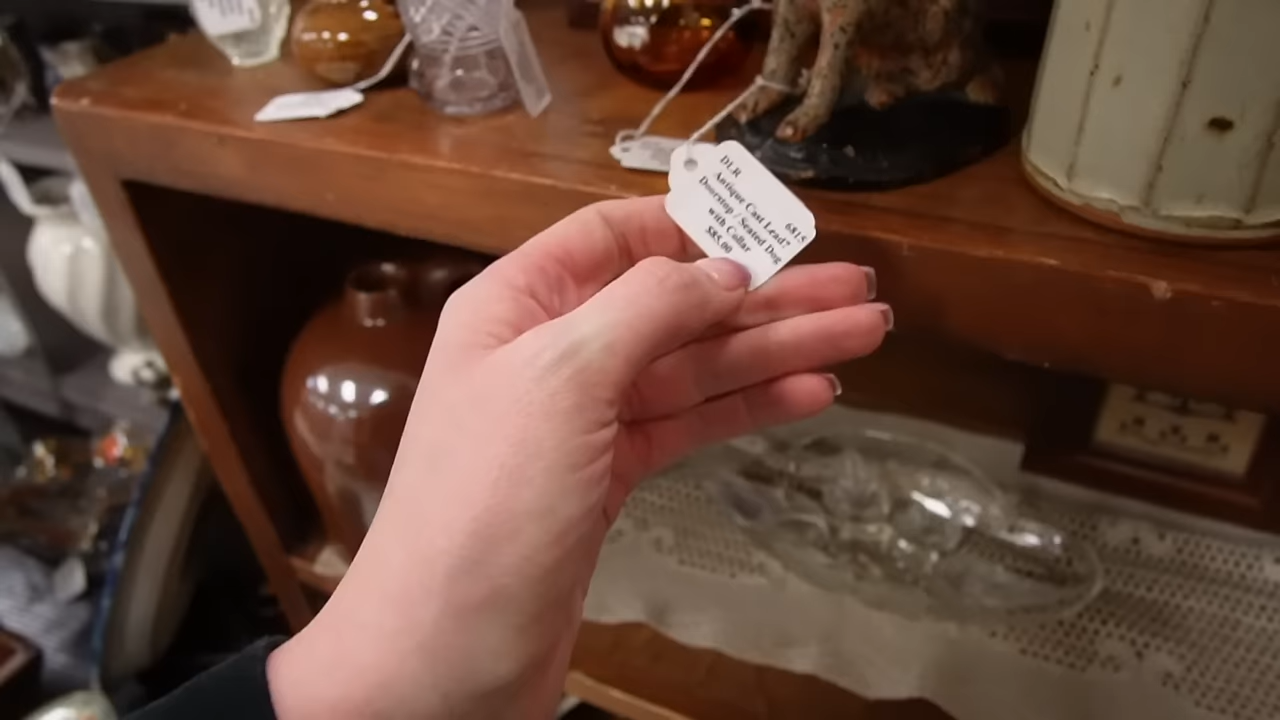 DLR
6815
Antique Cast Lead?
Doorstop / Seated Dog
with Collar
$85.00